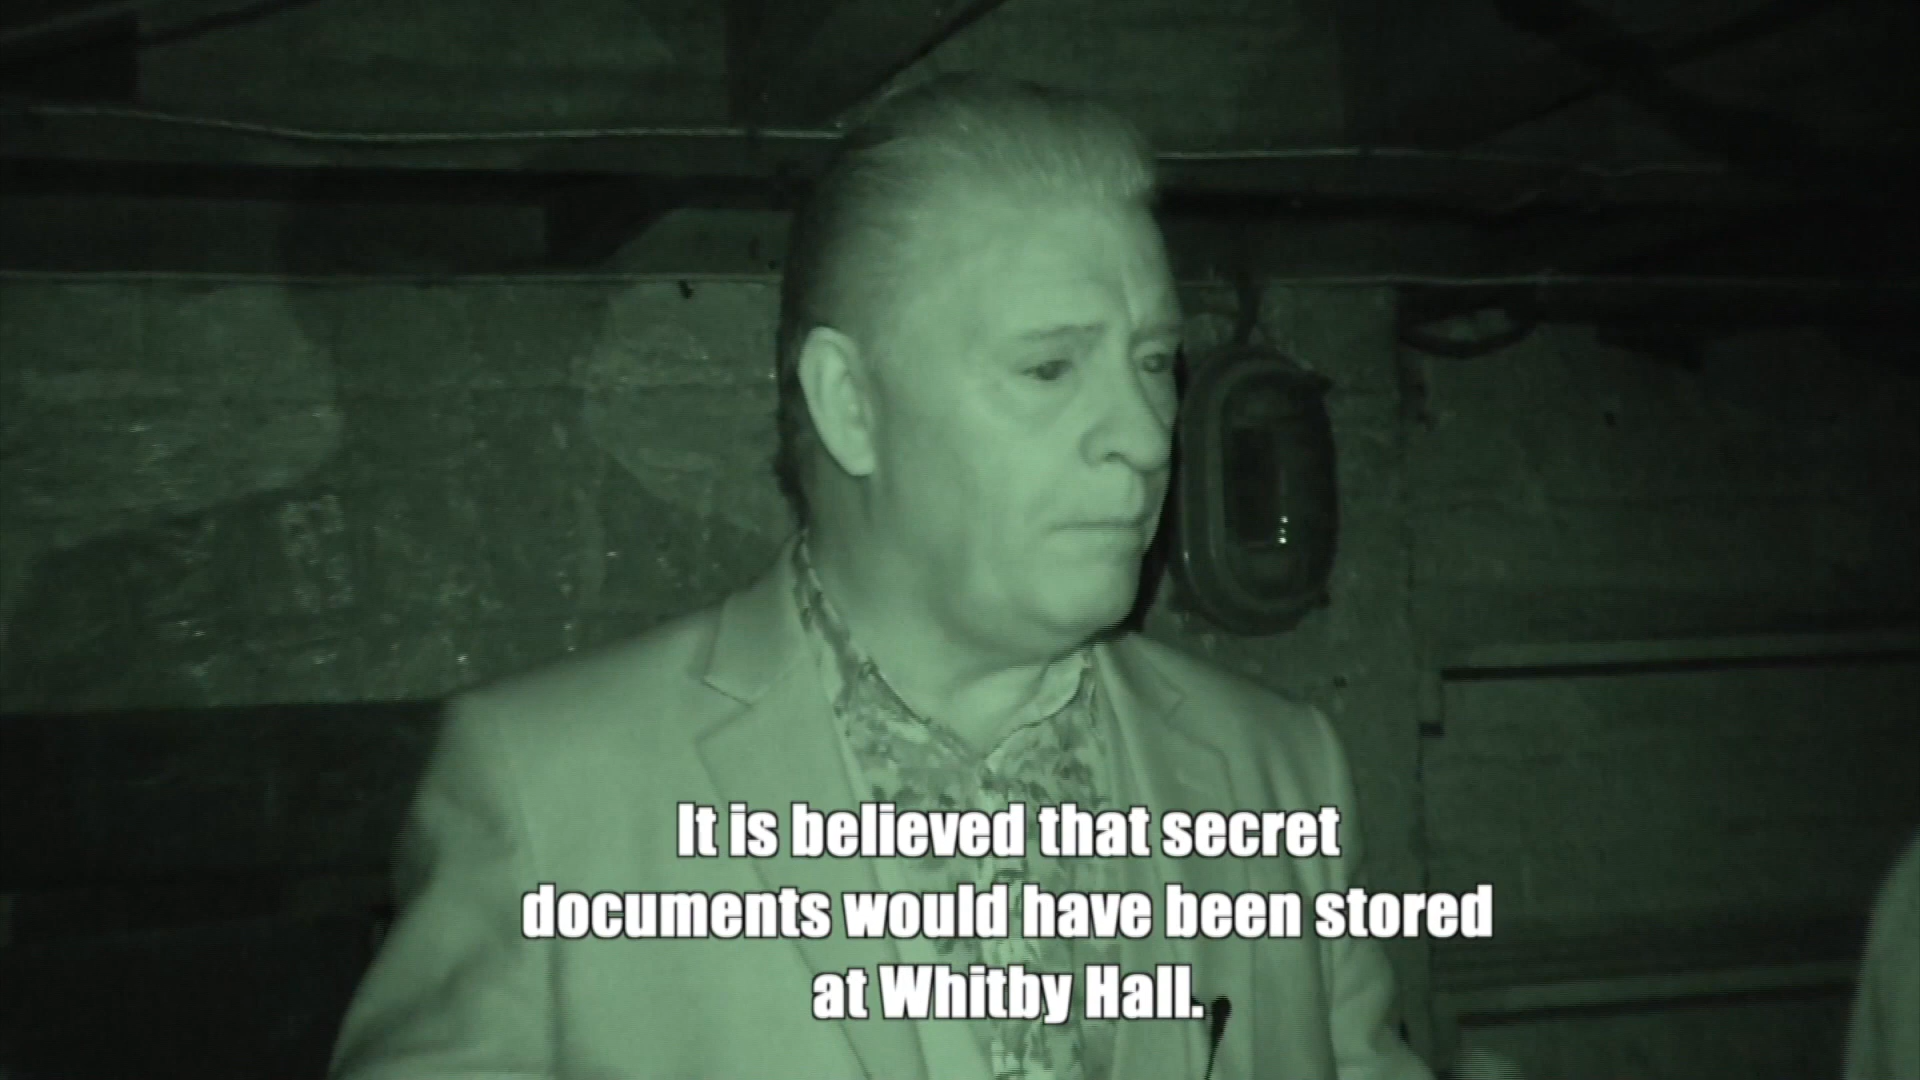 It is believed that secret
documents would have been stored
at Whitby Hall.